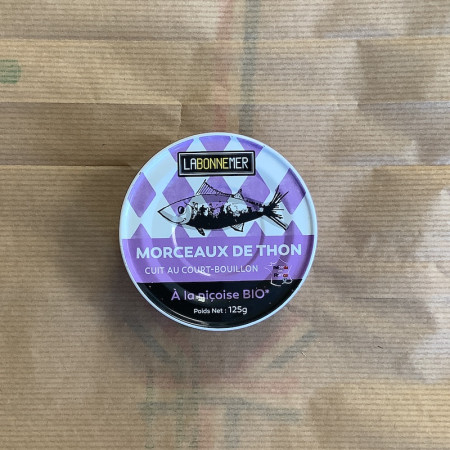 LABONNEMER
MORCEAUX DE THON
CUIT AU COURT-BOUILLON
À la niçoise BIO*
Poids Net : 125g